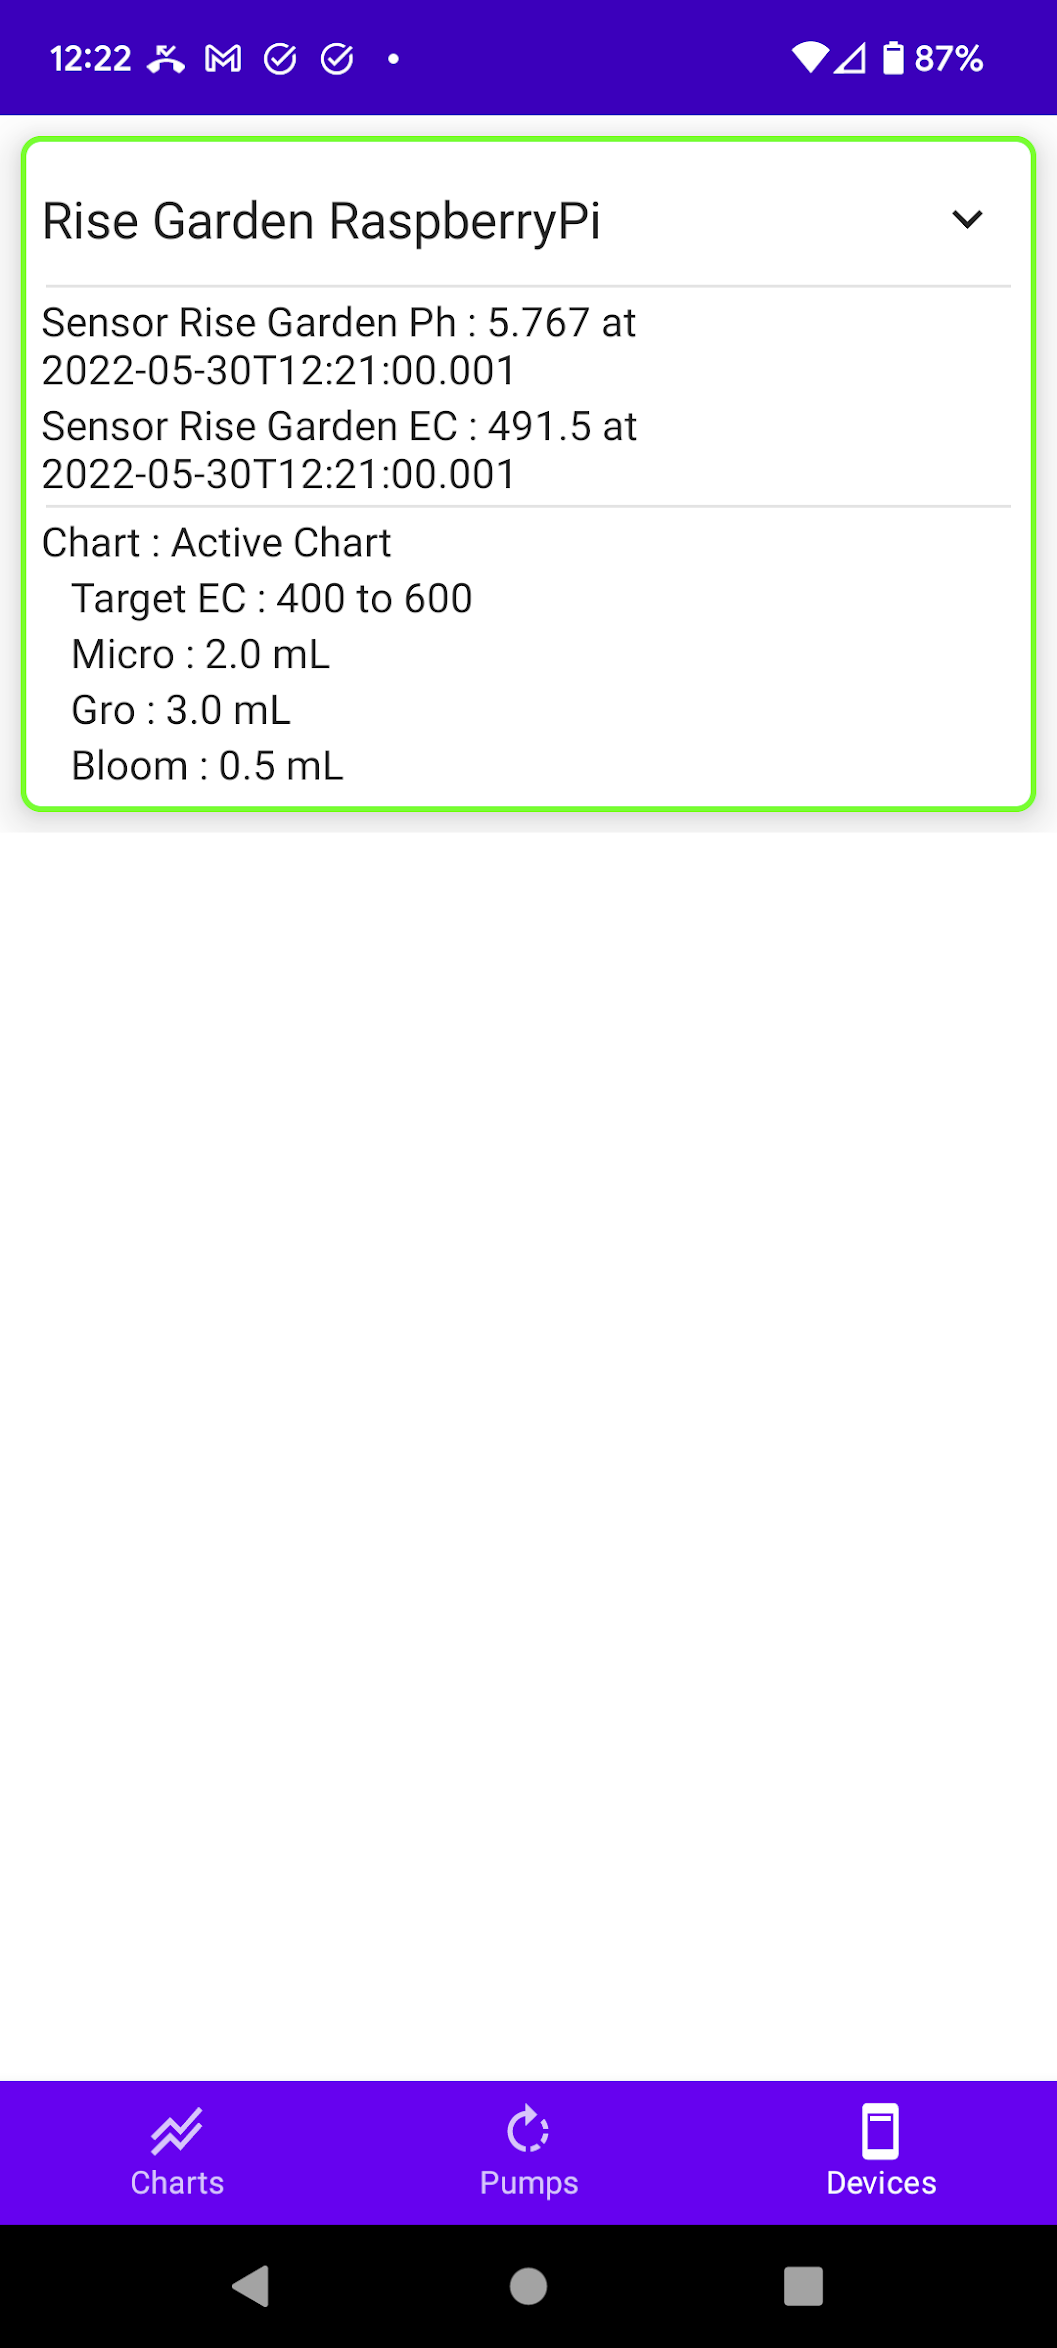 12:22 87%
Rise Garden RaspberryPi
Sensor Rise Garden Ph : 5.767 at
2022-05-30T12:21:00.001
Sensor Rise Garden EC : 491.5 at
2022-05-30T12:21:00.001
Chart : Active Chart
Target EC : 400 to 600
Micro : 2.0 mL
Gro : 3.0 mL
Bloom : 0.5 mL
Charts Pumps Devices